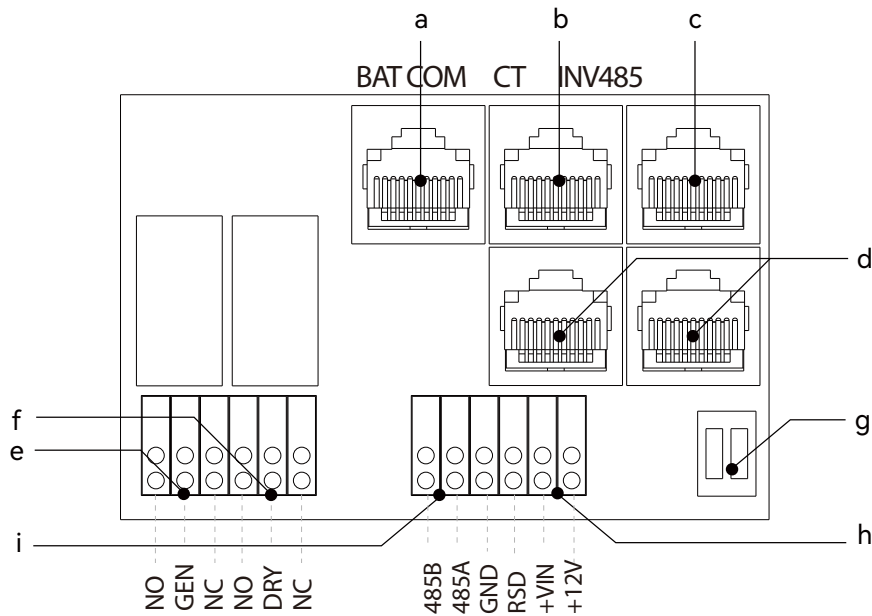 a b c
BAT COM CT INV485
d
f
e
g
i
h
NO GEN NC NO DRY NC
485B 485A GND RSD +VIN +12V